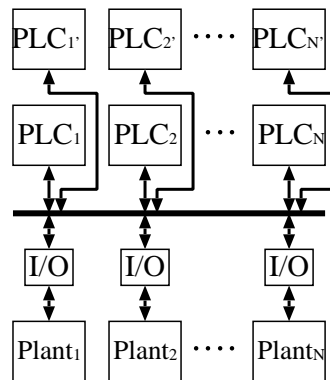 PLC1' PLC2' .... PLCN'
PLC1 PLC2 ... PLCN
I/O I/O I/O
Plant1 Plant2 .... PlantN